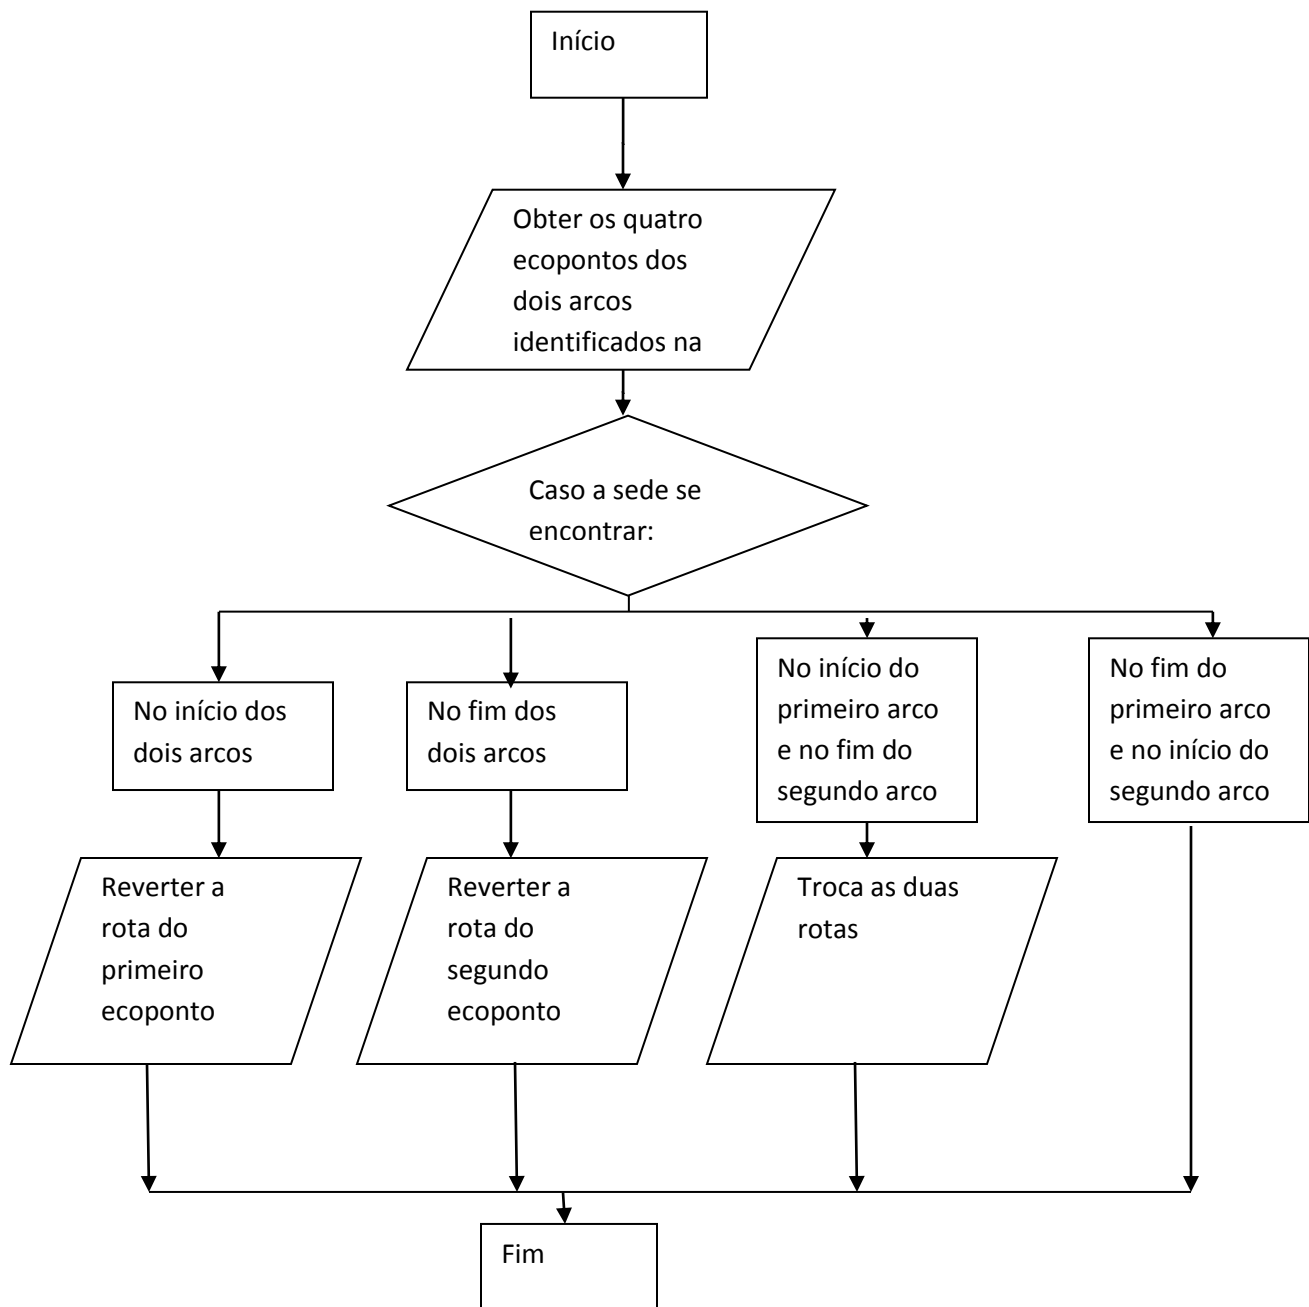 Início
Obter os quatro
ecopontos dos
dois arcos
identificados na
Caso a sede se
encontrar:
No início dos
dois arcos
No fim dos
dois arcos
No início do
primeiro arco
e no fim do
segundo arco
No fim do
primeiro arco
e no início do
segundo arco
Reverter a
rota do
primeiro
ecoponto
Reverter a
rota do
segundo
ecoponto
Troca as duas
rotas
Fim